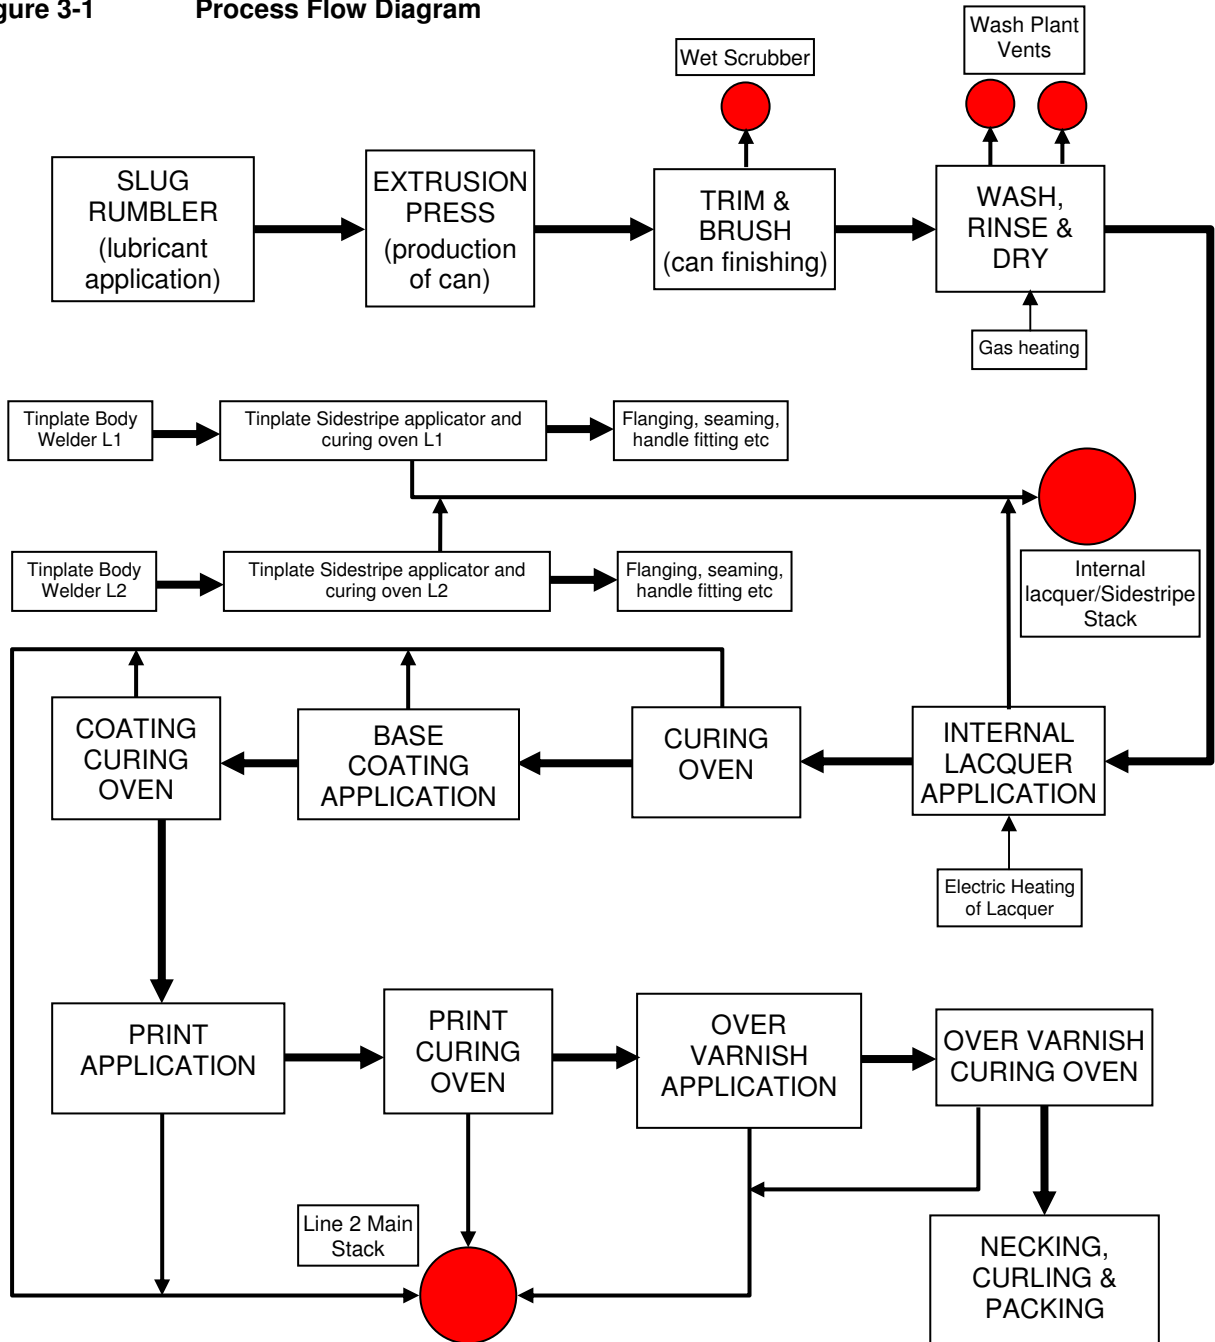 gure 3-1 Process Flow Diagram
Wash Plant
Vents
Wet Scrubber
SLUG
RUMBLER
(lubricant
application)
EXTRUSION
PRESS
(production
of can)
TRIM &
BRUSH
(can finishing)
WASH,
RINSE &
DRY
Gas heating
Tinplate Body
Welder L1
Tinplate Sidestripe applicator and
curing oven L1
Flanging, seaming,
handle fitting etc
Tinplate Body
Welder L2
Tinplate Sidestripe applicator and
curing oven L2
Flanging, seaming,
handle fitting etc
Internal
lacquer/Sidestripe
Stack
COATING
CURING
OVEN
BASE
COATING
APPLICATION
CURING
OVEN
INTERNAL
LACQUER
APPLICATION
Electric Heating
of Lacquer
PRINT
APPLICATION
PRINT
CURING
OVEN
OVER
VARNISH
APPLICATION
OVER VARNISH
CURING OVEN
Line 2 Main
Stack
NECKING,
CURLING &
PACKING